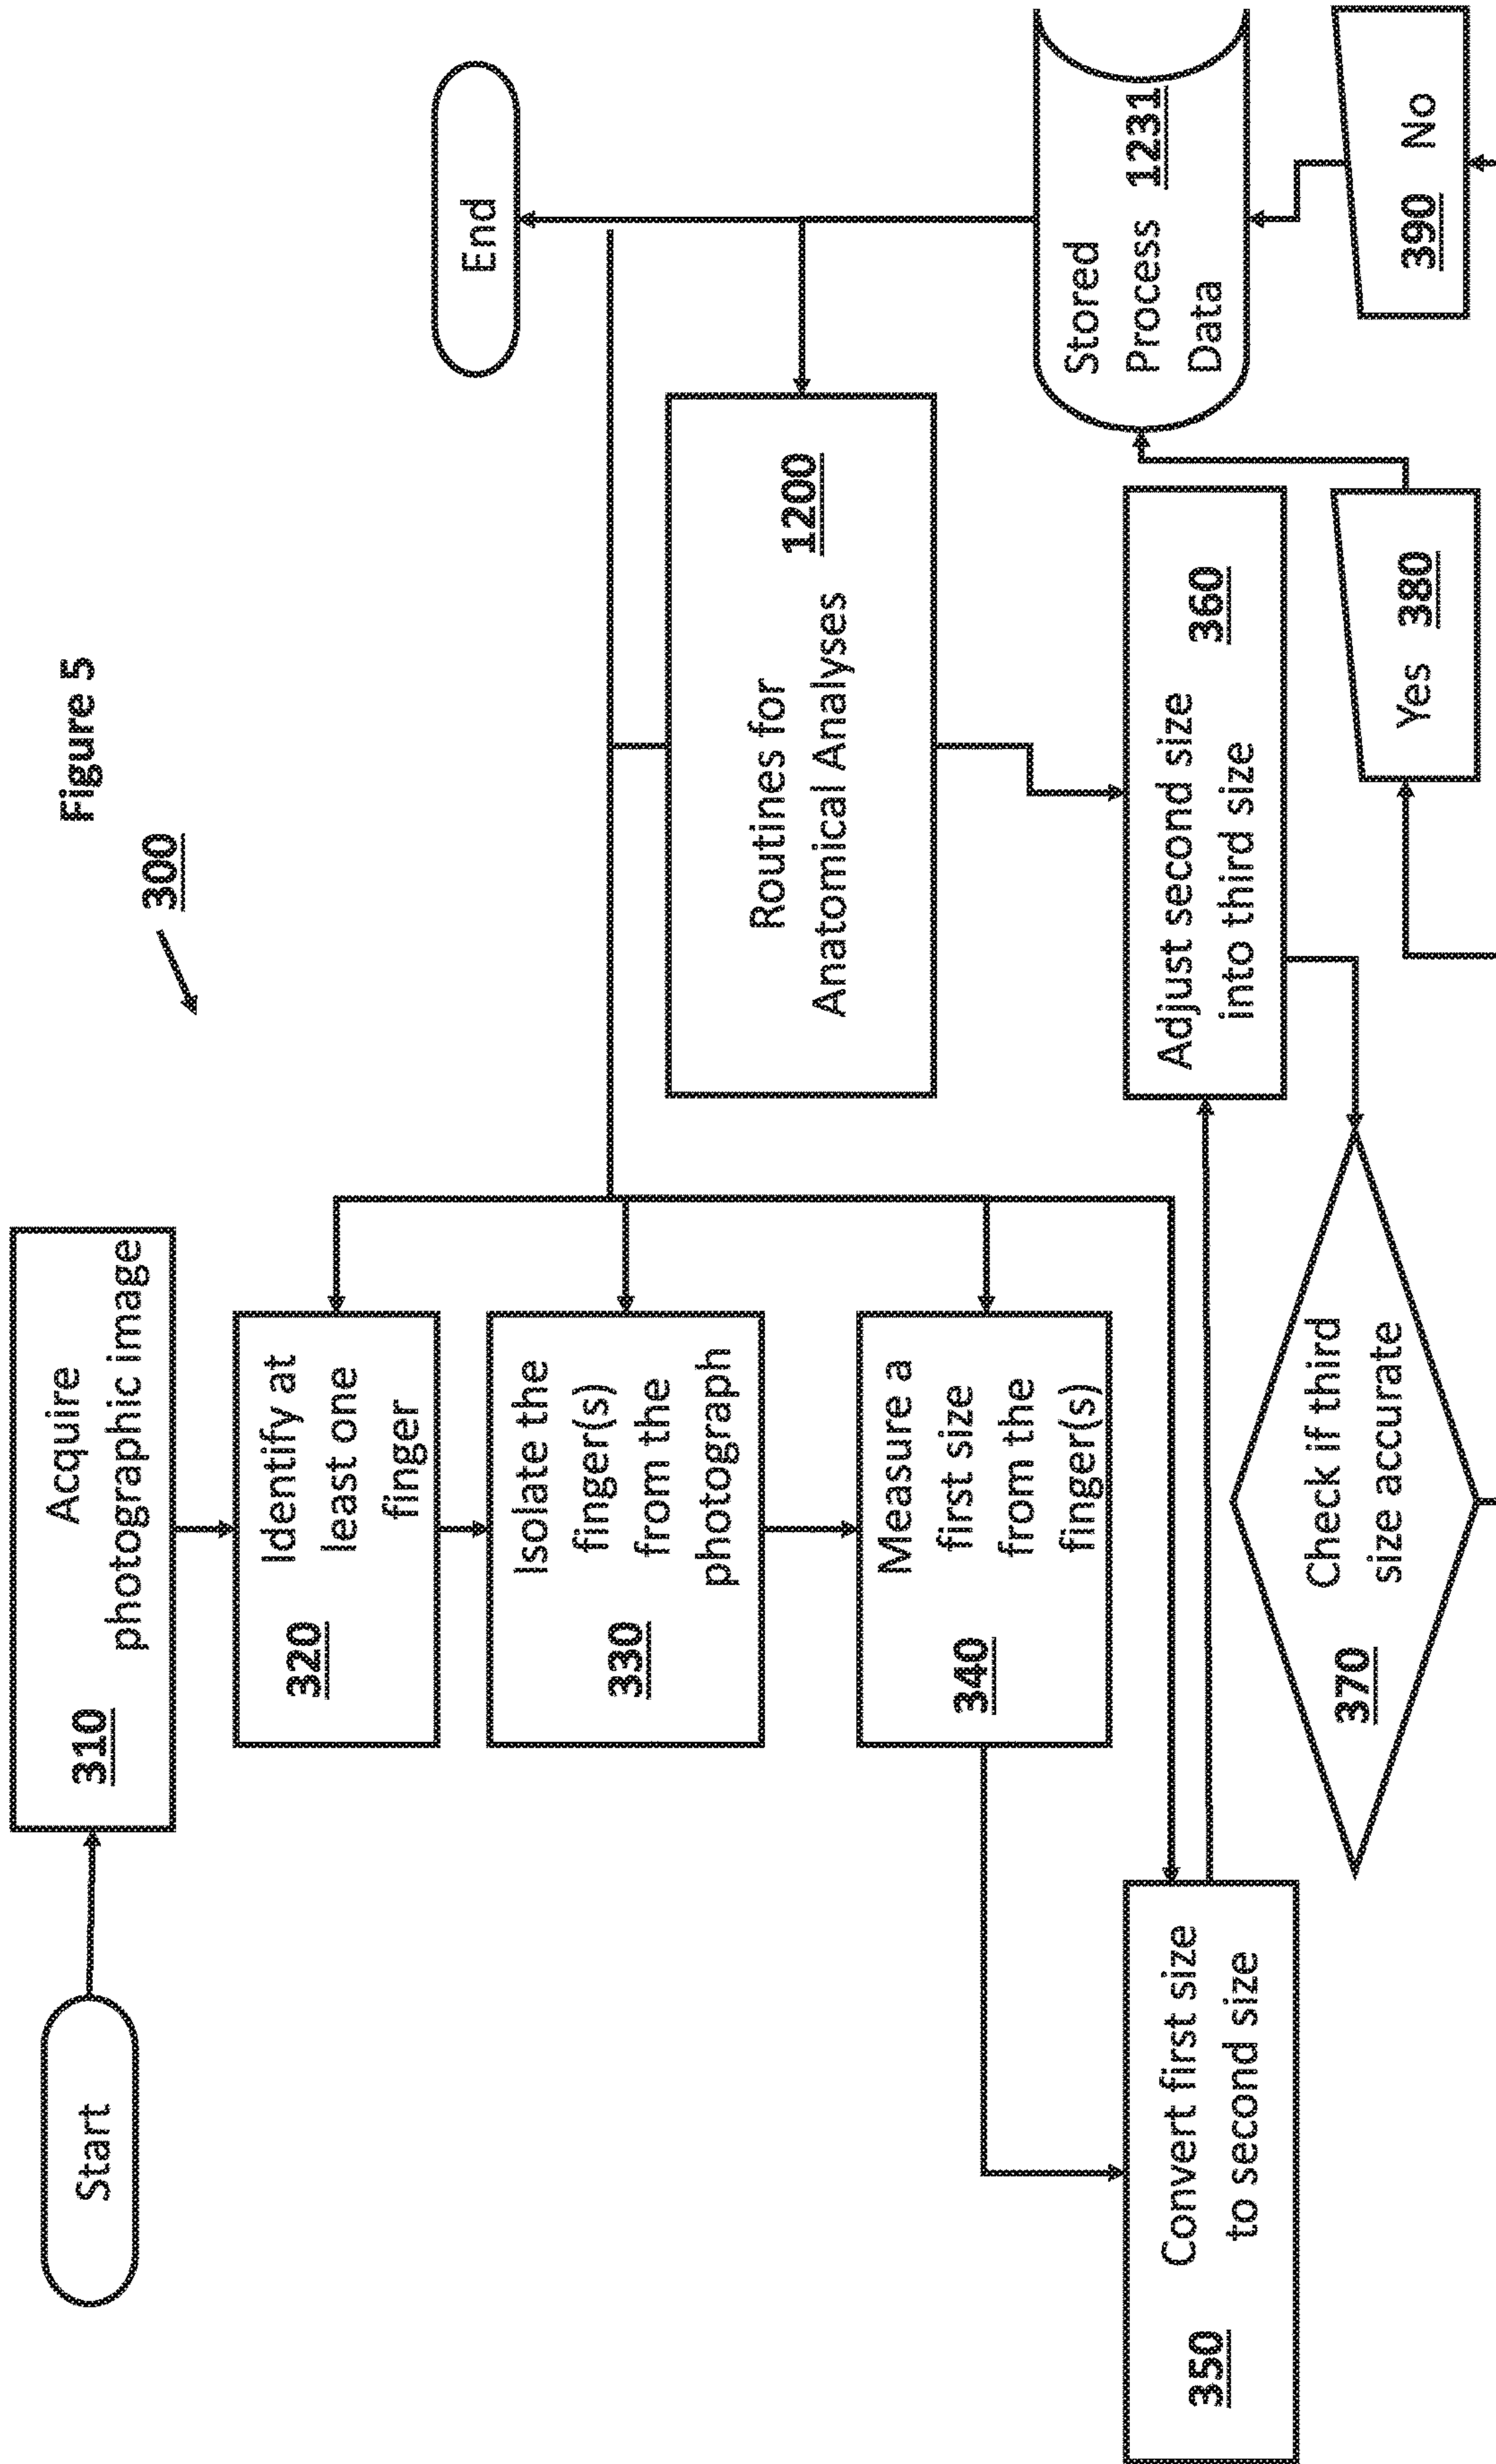 Figure 5
300
Start
Acquire
photographic image
310
Identify at
least one
finger
320
Isolate the
finger(s)
from the
photograph
330
Measure a
first size
from the
finger(s)
340
Convert first size
to second size
350
Routines for
Anatomical Analyses
1200
Adjust second size
into third size
360
Check if third
size accurate
370
Yes 380
390 No
Stored
Process 1231
Data
End